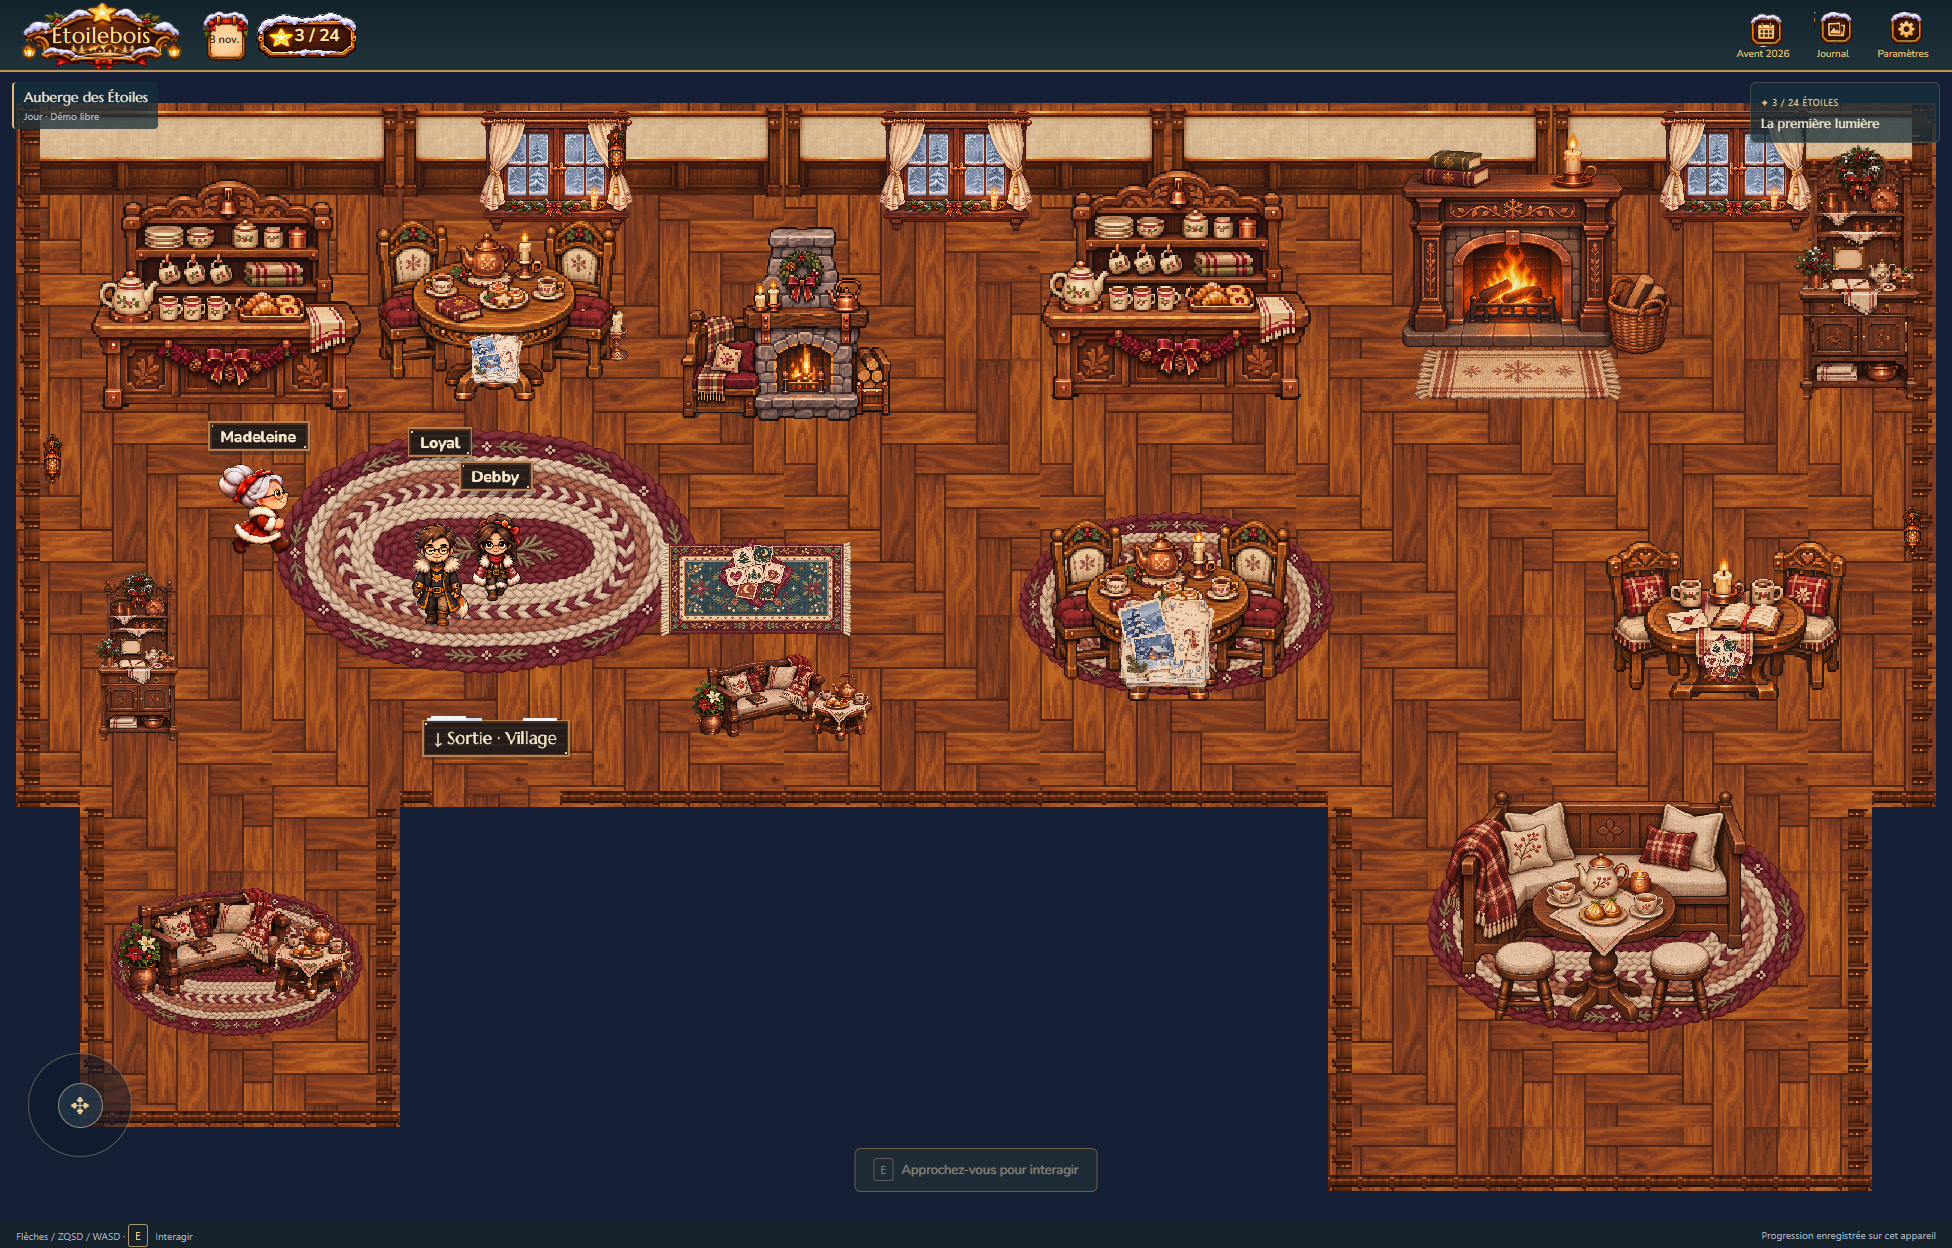 Etoilebois
8 nov.
3 / 24
Avent 2026
Journal
Paramètres
Auberge des Étoiles
Jour · Démo libre
✦ 3 / 24 ÉTOILES
La première lumière
Madeleine
Loyal
Debby
↓ Sortie · Village
E Approchez-vous pour interagir
Flèches / ZQSD / WASD · E Interagir
Progression enregistrée sur cet appareil